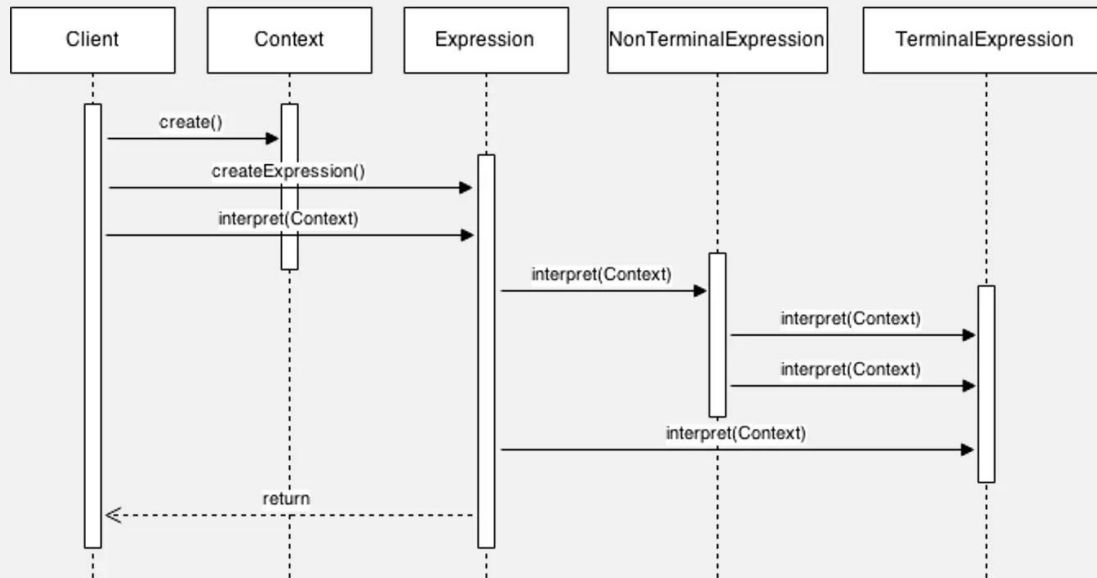 Client
Context
Expression
NonTerminalExpression
TerminalExpression
create()
createExpression()
interpret(Context)
interpret(Context)
interpret(Context)
interpret(Context)
interpret(Context)
return